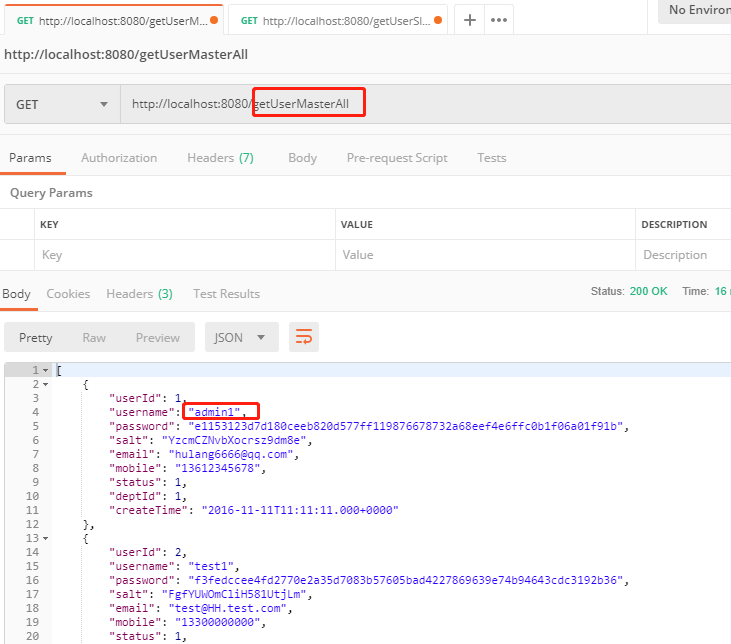 GET http://localhost:8080/getUserM... GET http://localhost:8080/getUserSl... + ••• No Environ
http://localhost:8080/getUserMasterAll
GET http://localhost:8080/getUserMasterAll
Params Authorization Headers (7) Body Pre-request Script Tests
Query Params
KEY VALUE DESCRIPTION
Key Value Description
Body Cookies Headers (3) Test Results Status: 200 OK Time: 16
Pretty Raw Preview JSON
1 [
2 {
3 "userId": 1,
4 "username": "admin1",
5 "password": "e1153123d7d180ceeb820d577ff119876678732a68eef4e6ffc0b1f06a01f91b",
6 "salt": "YzcmCZNvbXocrsz9dm8e",
7 "email": "hulang6666@qq.com",
8 "mobile": "13612345678",
9 "status": 1,
10 "deptId": 1,
11 "createTime": "2016-11-11T11:11:11.000+0000"
12 },
13 {
14 "userId": 2,
15 "username": "test1",
16 "password": "f3fedccee4fd2770e2a35d7083b57605bad4227869639e74b94643cdc3192b36",
17 "salt": "FgfYUWOmCliH581UtjLm",
18 "email": "test@HH.test.com",
19 "mobile": "13300000000",
20 "status": 1,